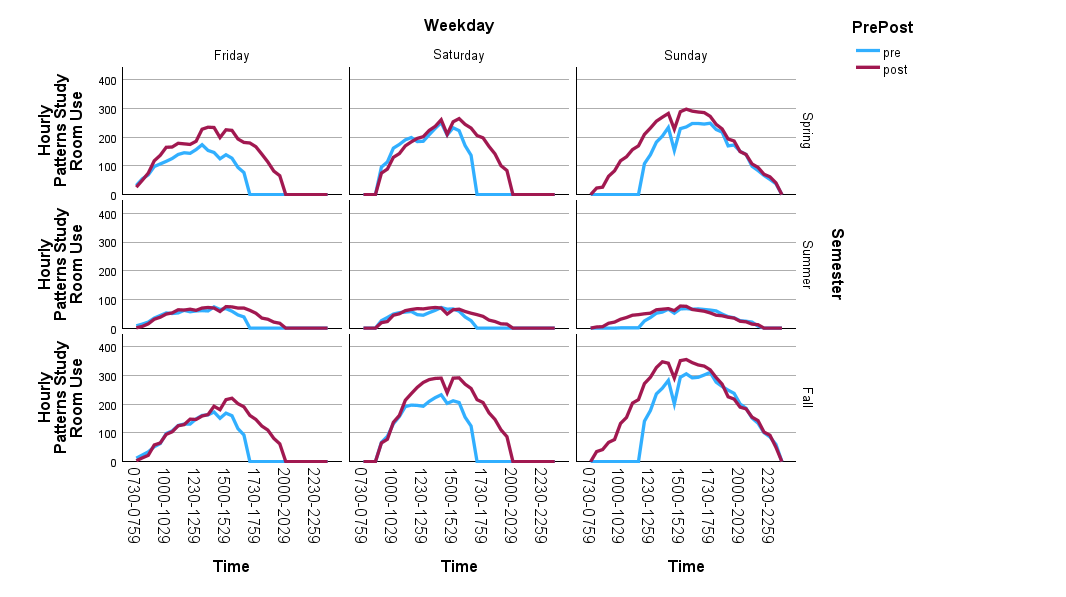 Weekday
PrePost
pre
post
Friday
Saturday
Sunday
Hourly
Patterns Study
Room Use
400
300
200
100
0
Spring
Hourly
Patterns Study
Room Use
400
300
200
100
0
Summer
Semester
Hourly
Patterns Study
Room Use
400
300
200
100
0
Fall
0730-0759
1000-1029
1230-1259
1500-1529
1730-1759
2000-2029
2230-2259
0730-0759
1000-1029
1230-1259
1500-1529
1730-1759
2000-2029
2230-2259
0730-0759
1000-1029
1230-1259
1500-1529
1730-1759
2000-2029
2230-2259
Time
Time
Time